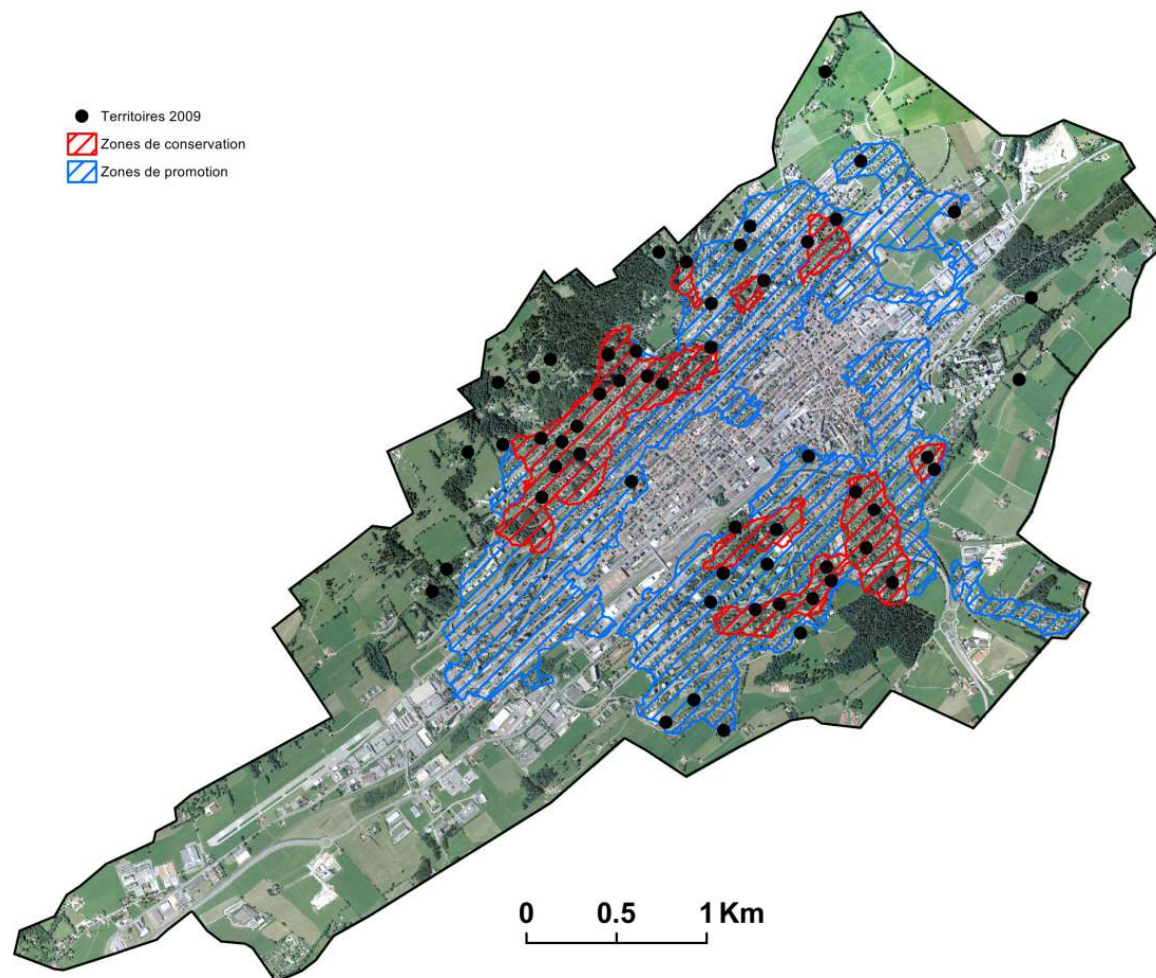 Territoires 2009
Zones de conservation
Zones de promotion
0 0.5 1 Km